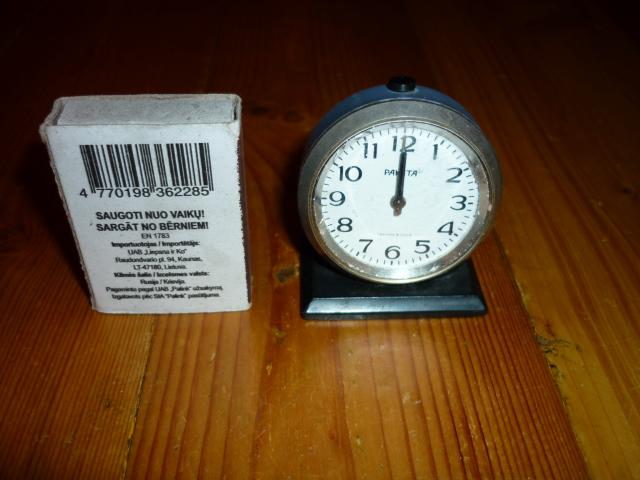 4 770198 362285
SAUGOTI NUO VAIKŲ!
SARGĀT NO BĒRNIEM!
EN 1783
Importuotojas / Importētājs:
UAB „Liepana ir Ko"
Raudondvario pl. 94, Kaunas,
LT-47180, Lietuva.
Kilmės šalis / Izcelsmes valsts:
Rusija / Krievija.
Pagaminta pagal UAB „Palink" užsakymą,
Izgatavots pēc SIA "Palink" pasūtījuma.
12
11 1
10 2
9 3
8 4
7 5
6
РАКЕТА